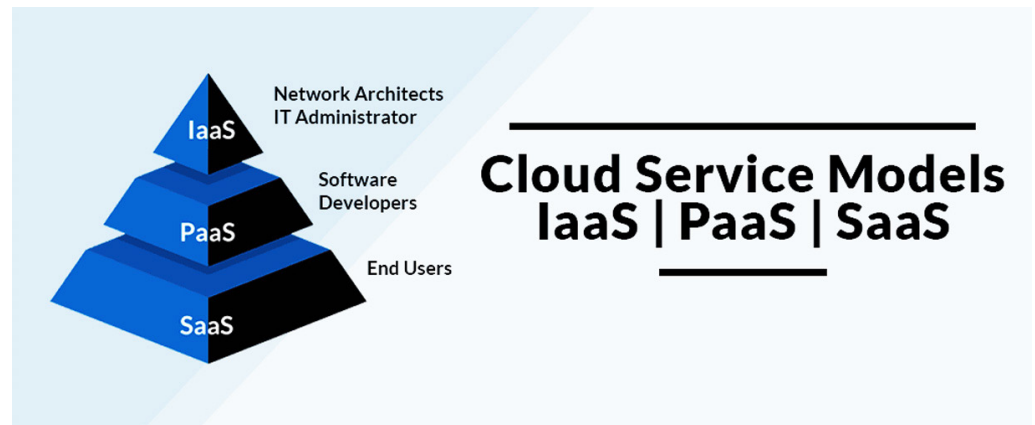 IaaS
Network Architects
IT Administrator
PaaS
Software
Developers
SaaS
End Users
Cloud Service Models
IaaS | PaaS | SaaS